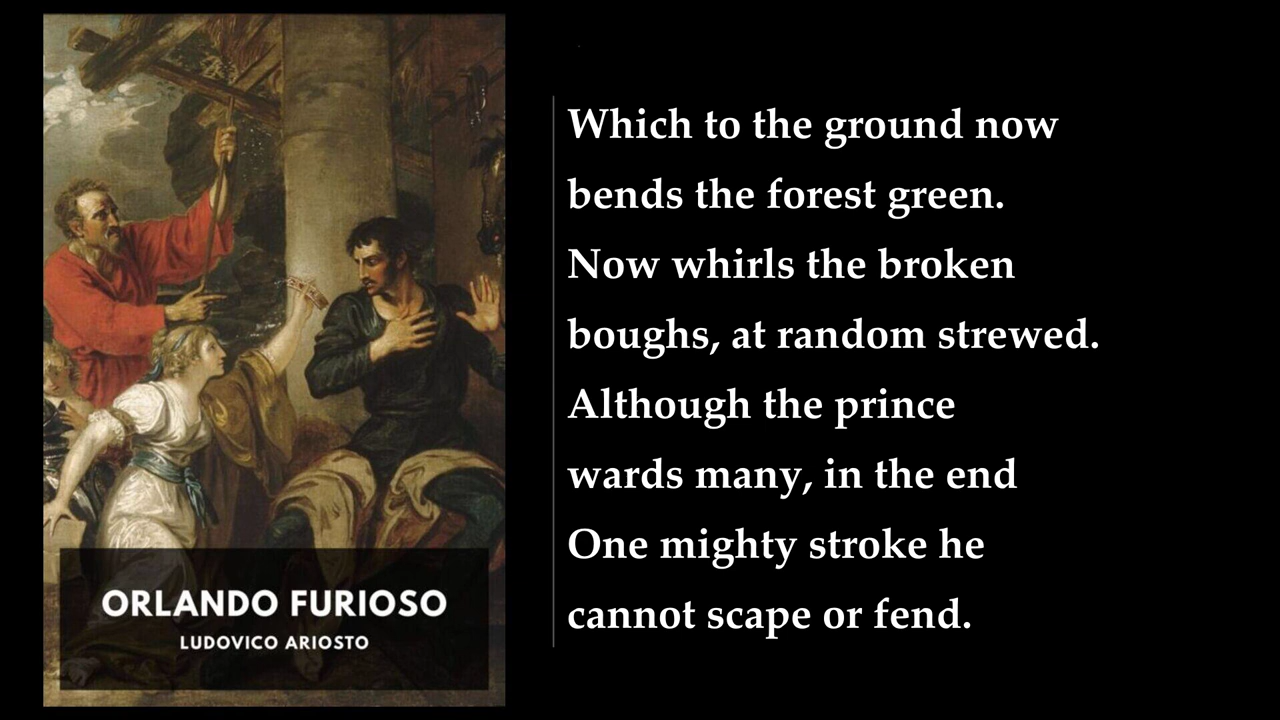 ORLANDO FURIOSO
LUDOVICO ARIOSTO
Which to the ground now
bends the forest green.
Now whirls the broken
boughs, at random strewed.
Although the prince
wards many, in the end
One mighty stroke he
cannot scape or fend.